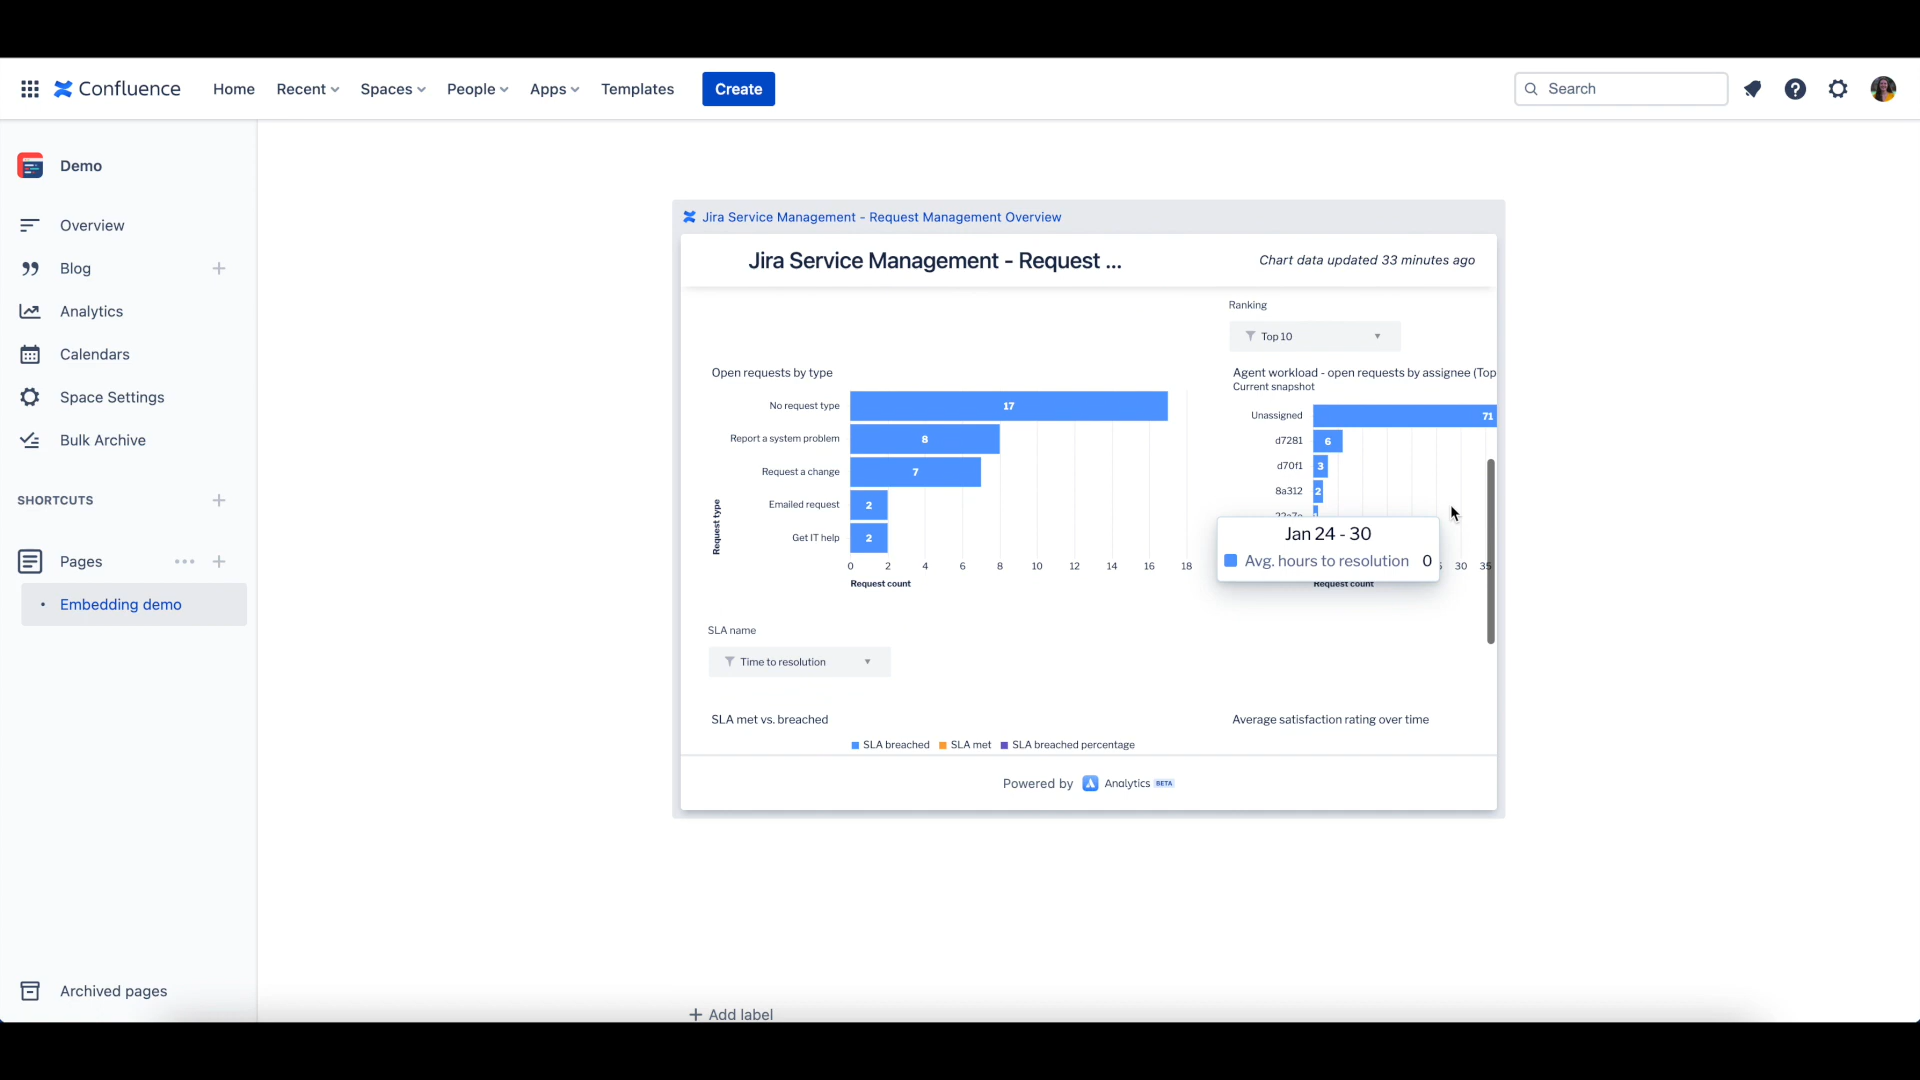 Confluence
Home
Recent
Spaces
People
Apps
Templates
Create
Search
Demo
Overview
Blog
Analytics
Calendars
Space Settings
Bulk Archive
SHORTCUTS
Pages
Embedding demo
Archived pages
Jira Service Management - Request Management Overview
Jira Service Management - Request ...
Chart data updated 33 minutes ago
Ranking
Top 10
Open requests by type
No request type 17
Report a system problem 8
Request a change 7
Emailed request 2
Get IT help 2
Request type
0 2 4 6 8 10 12 14 16 18
Request count
Agent workload - open requests by assignee (Top
Current snapshot
Unassigned 71
d7281 6
d70f1 3
8a312 2
Jan 24 - 30
Avg. hours to resolution 0
30 35
Request count
SLA name
Time to resolution
SLA met vs. breached
SLA breached SLA met SLA breached percentage
Average satisfaction rating over time
Powered by Analytics BETA
Add label